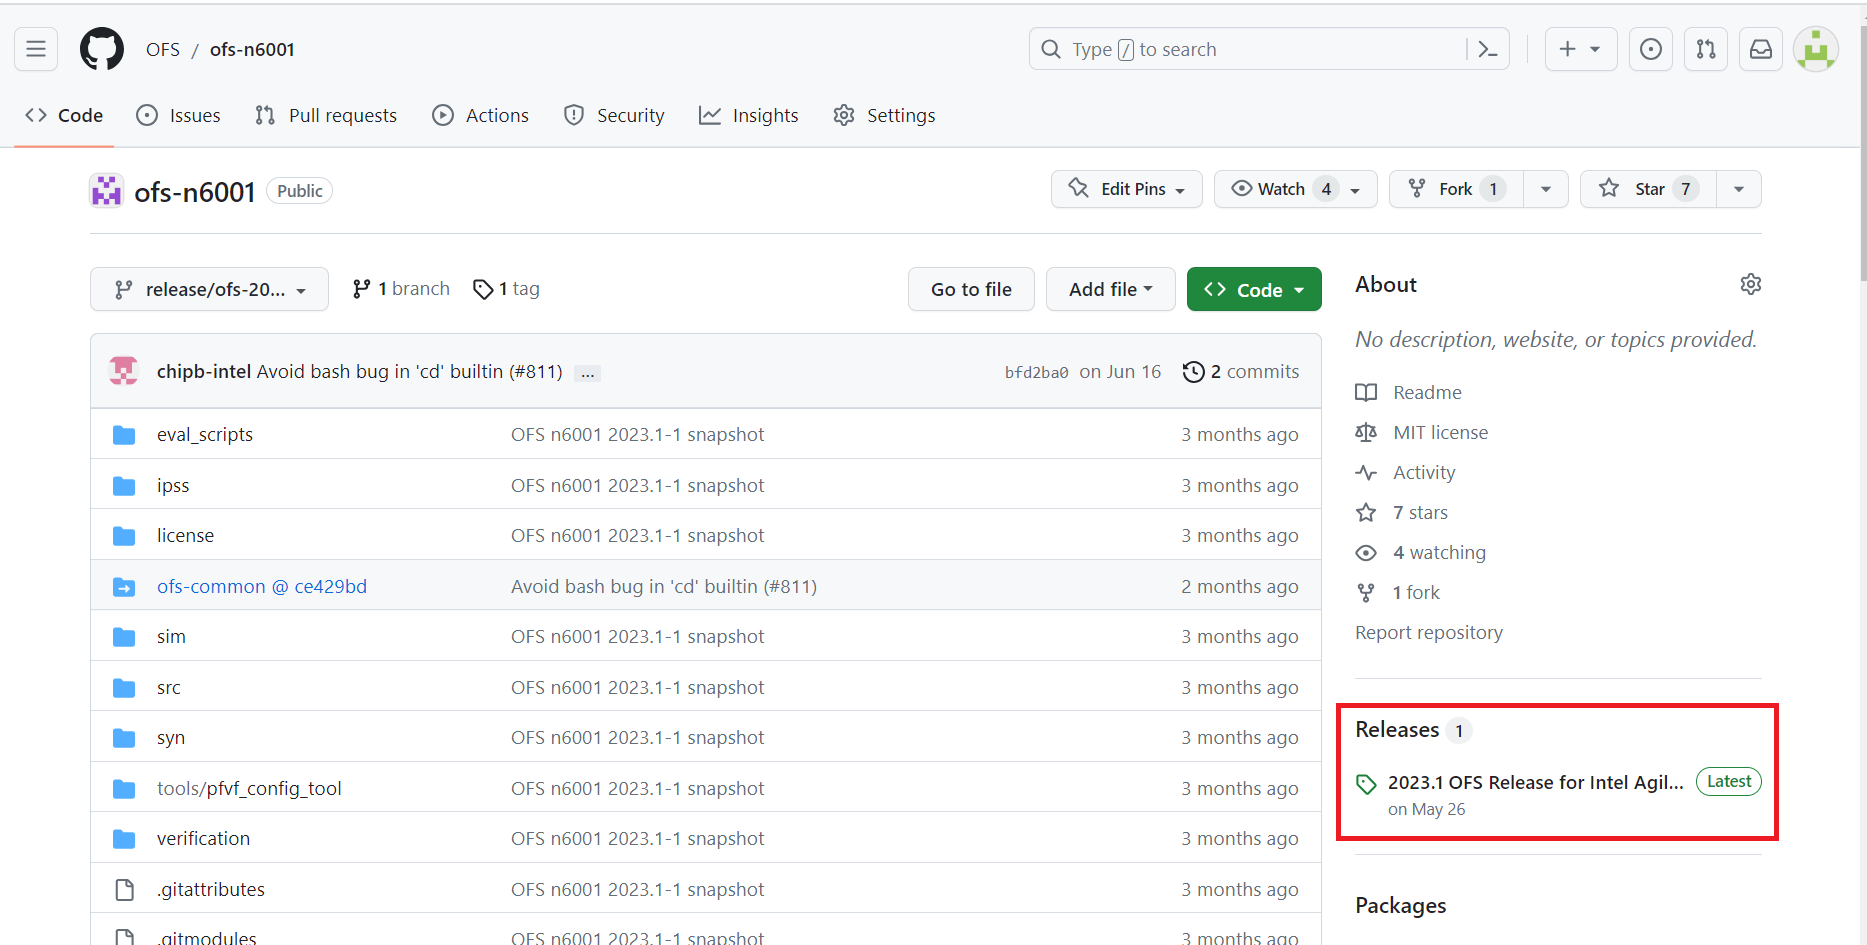 OFS / ofs-n6001
Type / to search
Code Issues Pull requests Actions Security Insights Settings
ofs-n6001 Public
Edit Pins Watch 4 Fork 1 Star 7
release/ofs-20... 1 branch 1 tag Go to file Add file Code
chipb-intel Avoid bash bug in 'cd' builtin (#811) ... bfd2ba0 on Jun 16 2 commits
eval_scripts OFS n6001 2023.1-1 snapshot 3 months ago
ipss OFS n6001 2023.1-1 snapshot 3 months ago
license OFS n6001 2023.1-1 snapshot 3 months ago
ofs-common @ ce429bd Avoid bash bug in 'cd' builtin (#811) 2 months ago
sim OFS n6001 2023.1-1 snapshot 3 months ago
src OFS n6001 2023.1-1 snapshot 3 months ago
syn OFS n6001 2023.1-1 snapshot 3 months ago
tools/pfvf_config_tool OFS n6001 2023.1-1 snapshot 3 months ago
verification OFS n6001 2023.1-1 snapshot 3 months ago
.gitattributes OFS n6001 2023.1-1 snapshot 3 months ago
.gitmodules OFS n6001 2023.1-1 snapshot 3 months ago
About
No description, website, or topics provided.
Readme
MIT license
Activity
7 stars
4 watching
1 fork
Report repository
Releases 1
2023.1 OFS Release for Intel Agil... Latest
on May 26
Packages